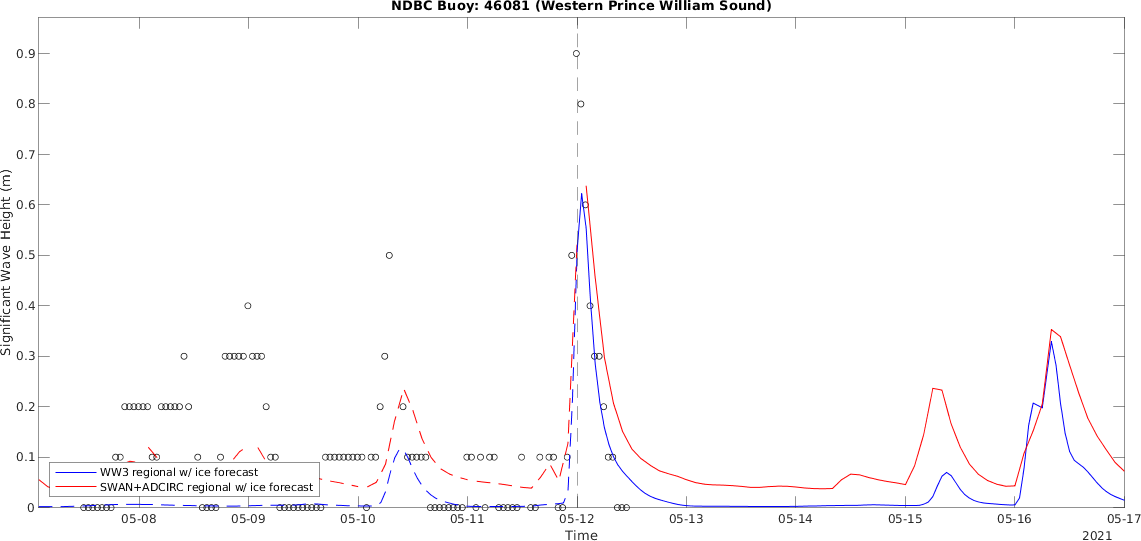 NDBC Buoy: 46081 (Western Prince William Sound)
0.9
0.8
0.7
0.6
0.5
0.4
0.3
0.2
0.1
0
Significant Wave Height (m)
WW3 regional w/ ice forecast
SWAN+ADCIRC regional w/ ice forecast
05-08 05-09 05-10 05-11 05-12 05-13 05-14 05-15 05-16 05-17
Time
2021